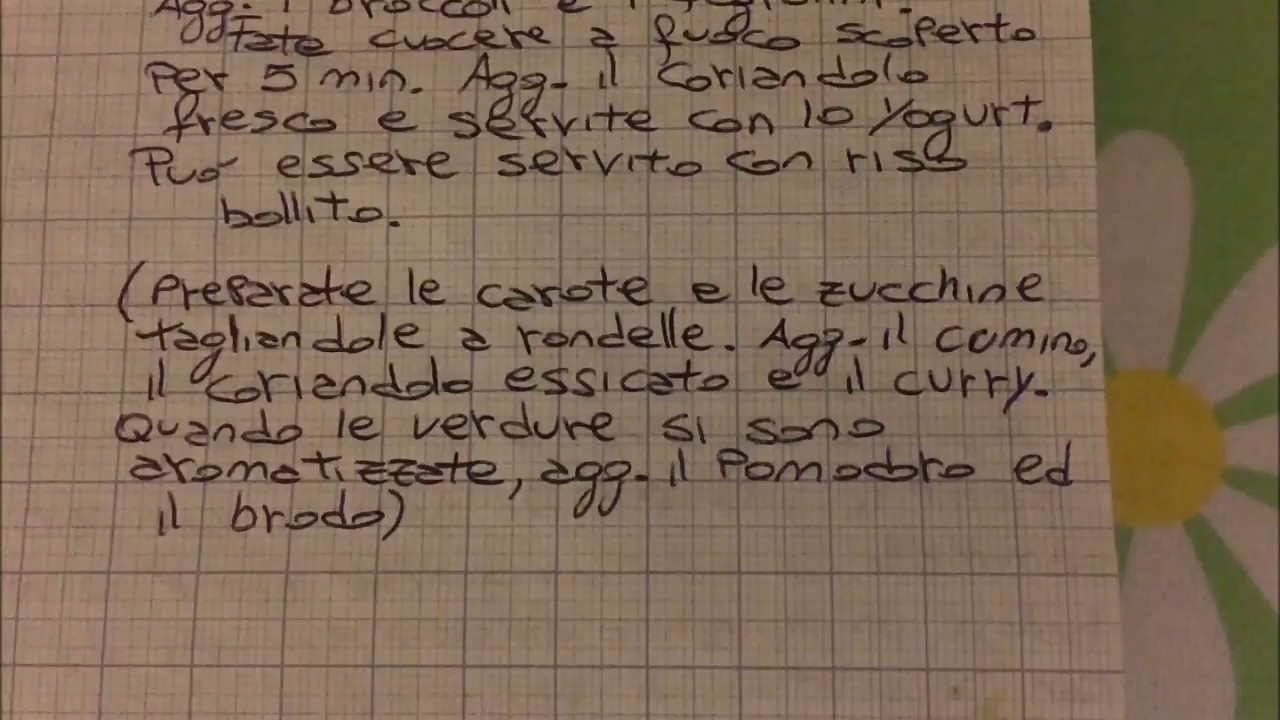 Agg. i broccoli e i
Fate cuocere a fuoco scoperto
Per 5 min. Agg. il coriandolo
fresco e servite con lo yogurt.
Può essere servito con riso
bollito.
(Preparate le carote e le zucchine
tagliandole a rondelle. Agg. il cumino,
il coriandolo essicato e il curry.
Quando le verdure si sono
aromatizzate, agg. il Pomodoro ed
il brodo)